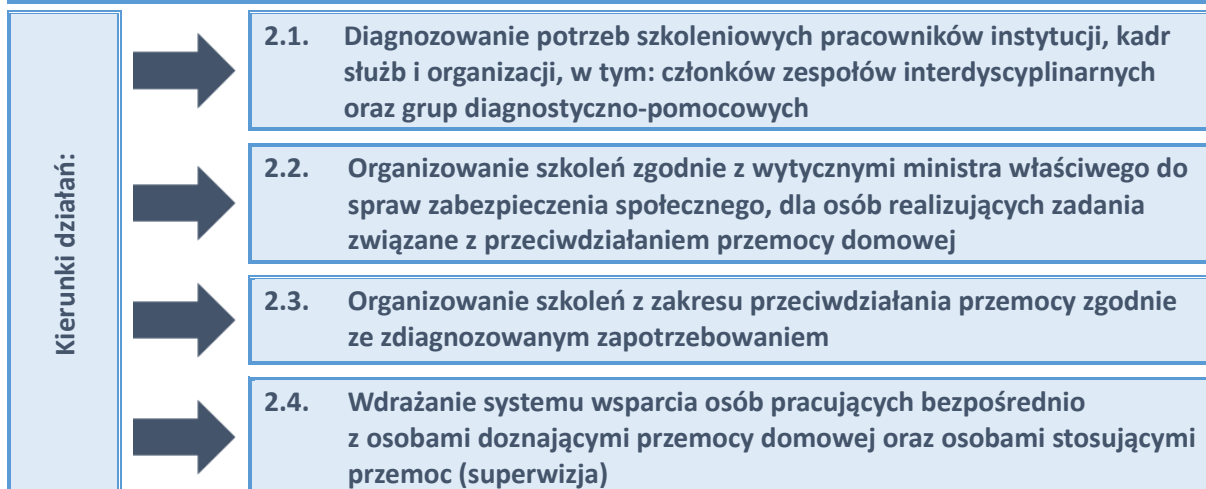 Kierunki działań:
2.1. Diagnozowanie potrzeb szkoleniowych pracowników instytucji, kadr
służb i organizacji, w tym: członków zespołów interdyscyplinarnych
oraz grup diagnostyczno-pomocowych
2.2. Organizowanie szkoleń zgodnie z wytycznymi ministra właściwego do
spraw zabezpieczenia społecznego, dla osób realizujących zadania
związane z przeciwdziałaniem przemocy domowej
2.3. Organizowanie szkoleń z zakresu przeciwdziałania przemocy zgodnie
ze zdiagnozowanym zapotrzebowaniem
2.4. Wdrażanie systemu wsparcia osób pracujących bezpośrednio
z osobami doznającymi przemocy domowej oraz osobami stosującymi
przemoc (superwizja)